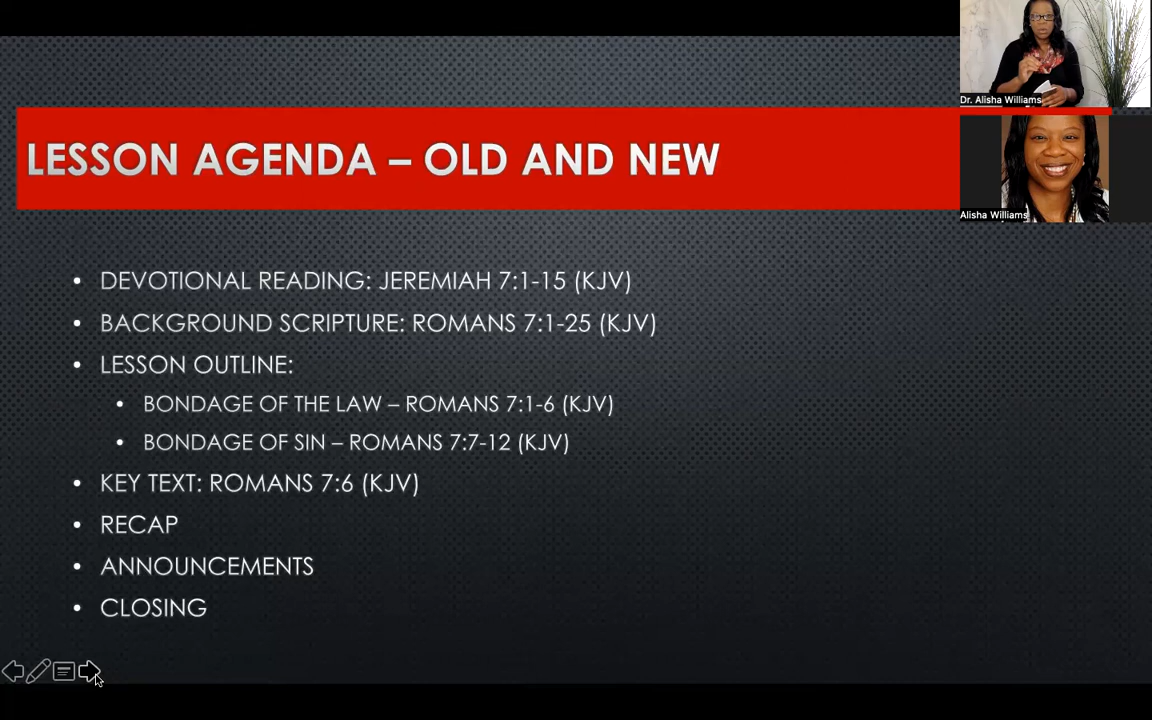 LESSON AGENDA – OLD AND NEW
Dr. Alisha Williams
Alisha Williams
• DEVOTIONAL READING: JEREMIAH 7:1-15 (KJV)
• BACKGROUND SCRIPTURE: ROMANS 7:1-25 (KJV)
• LESSON OUTLINE:
• BONDAGE OF THE LAW – ROMANS 7:1-6 (KJV)
• BONDAGE OF SIN – ROMANS 7:7-12 (KJV)
• KEY TEXT: ROMANS 7:6 (KJV)
• RECAP
• ANNOUNCEMENTS
• CLOSING